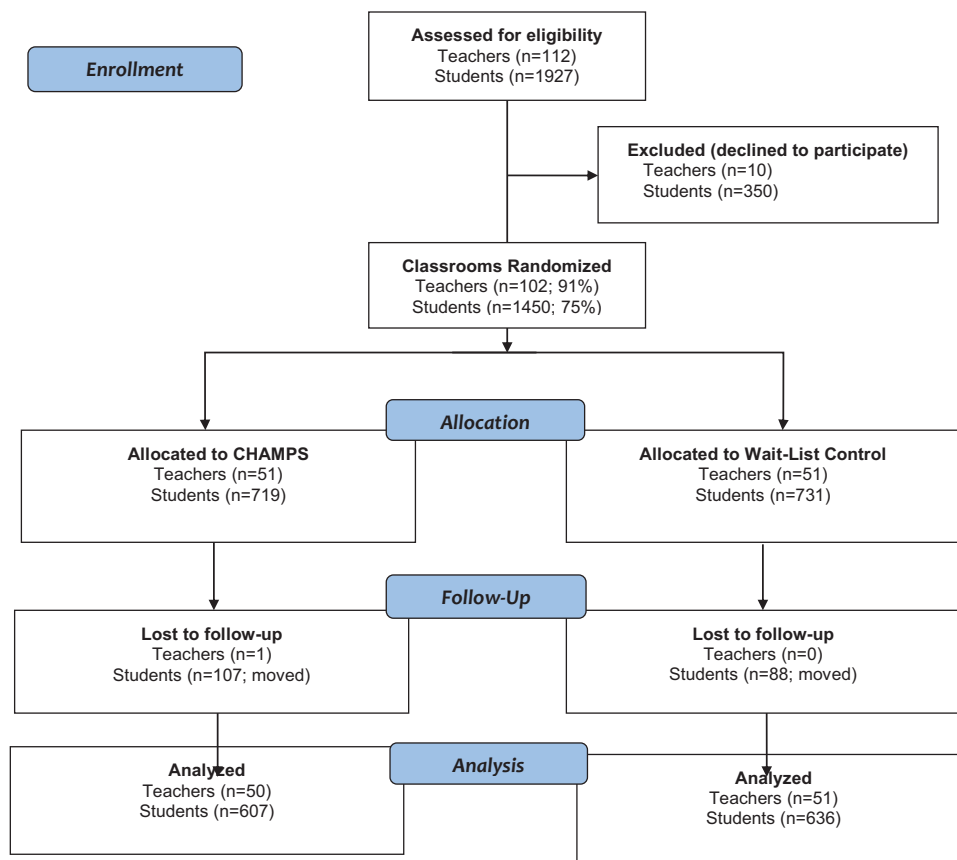 Assessed for eligibility
Teachers (n=112)
Students (n=1927)
Enrollment
Excluded (declined to participate)
Teachers (n=10)
Students (n=350)
Classrooms Randomized
Teachers (n=102; 91%)
Students (n=1450; 75%)
Allocation
Allocated to CHAMPS
Teachers (n=51)
Students (n=719)
Allocated to Wait-List Control
Teachers (n=51)
Students (n=731)
Follow-Up
Lost to follow-up
Teachers (n=1)
Students (n=107; moved)
Lost to follow-up
Teachers (n=0)
Students (n=88; moved)
Analysis
Analyzed
Teachers (n=50)
Students (n=607)
Analyzed
Teachers (n=51)
Students (n=636)